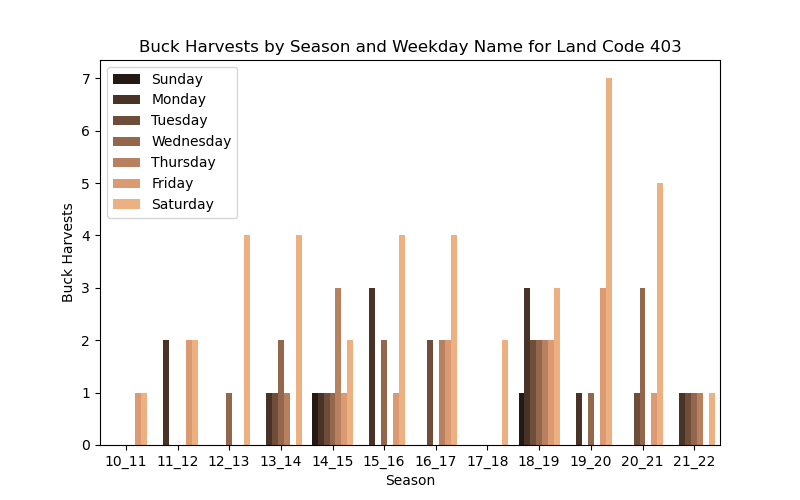 Buck Harvests by Season and Weekday Name for Land Code 403
Sunday
Monday
Tuesday
Wednesday
Thursday
Friday
Saturday
Buck Harvests
7
6
5
4
3
2
1
0
10_11 11_12 12_13 13_14 14_15 15_16 16_17 17_18 18_19 19_20 20_21 21_22
Season